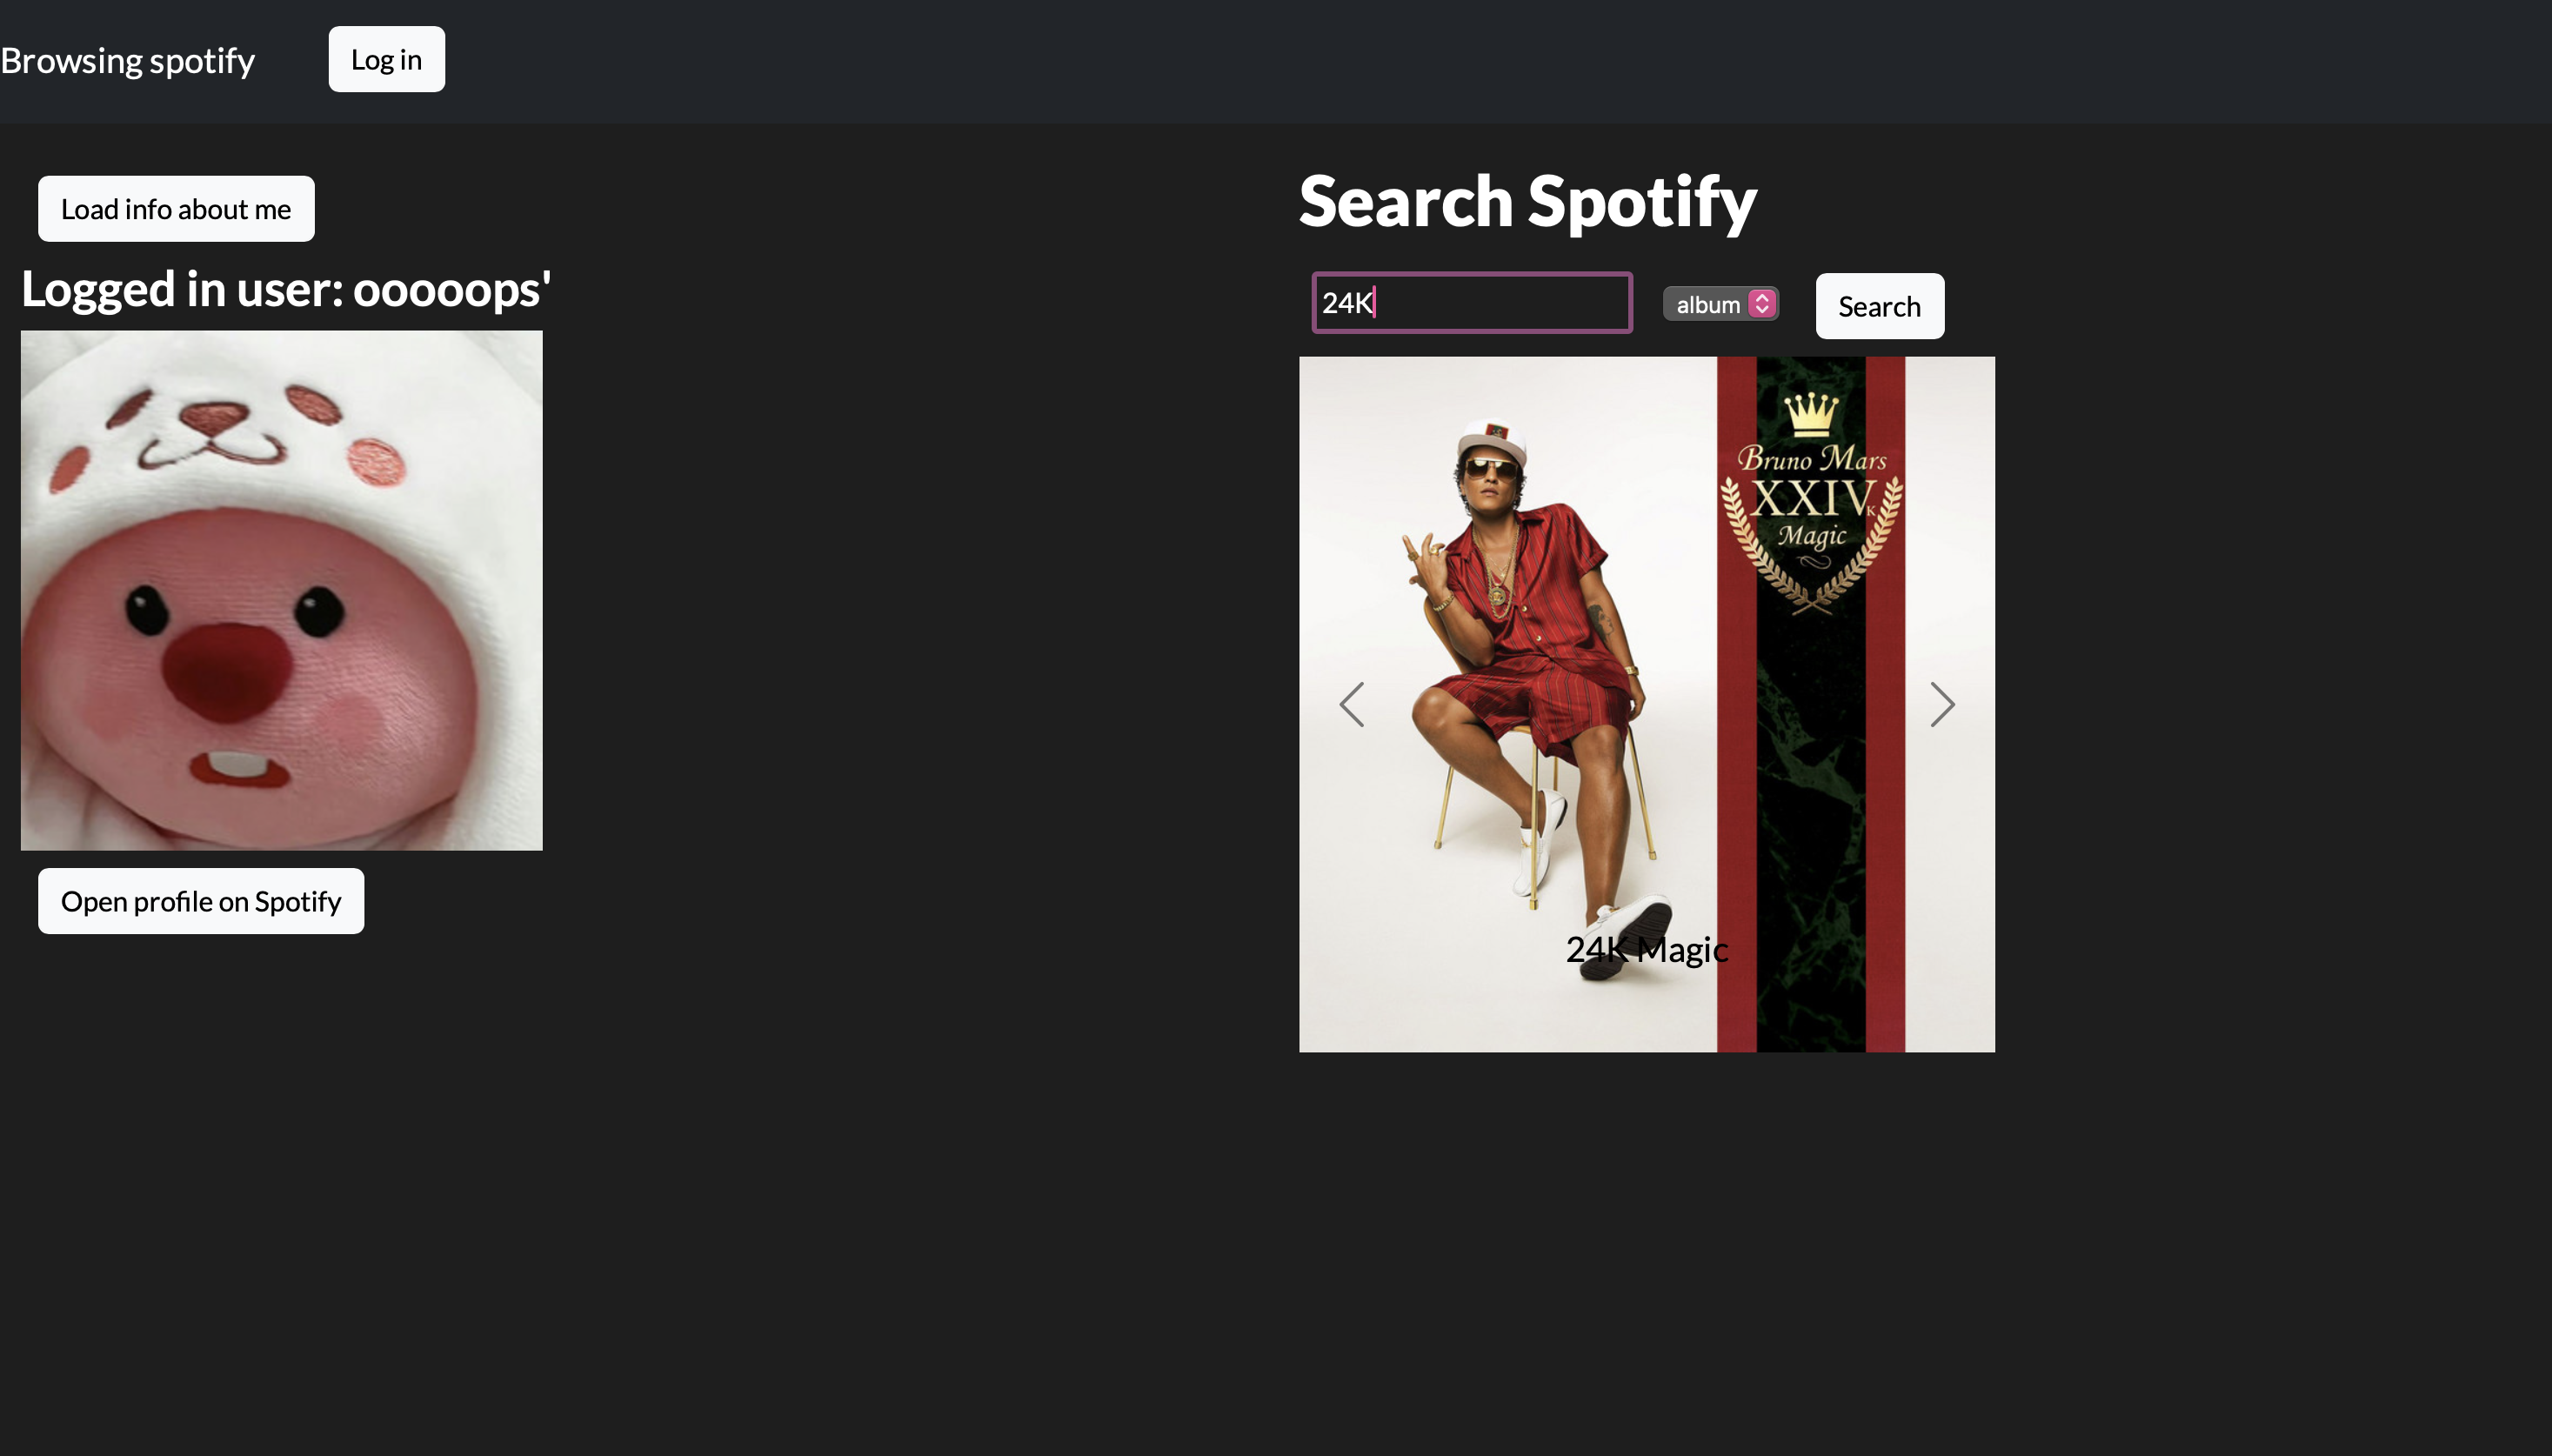 Browsing spotify
Log in
Load info about me
Logged in user: ooooops'
Open profile on Spotify
Search Spotify
24K
album
Search
Bruno Mars
XXIVK
Magic
24K Magic